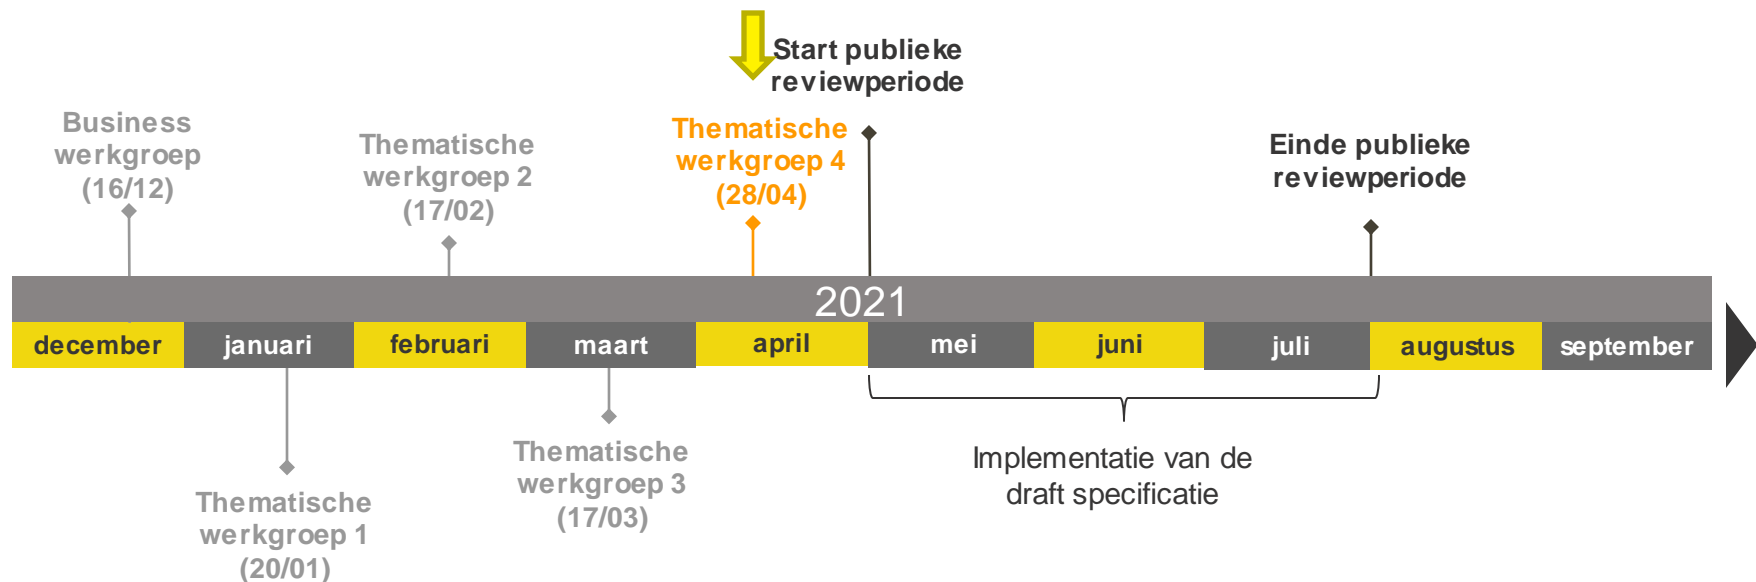 Start publieke
reviewperiode
Business
werkgroep
(16/12)
Thematische
werkgroep 2
(17/02)
Thematische
werkgroep 4
(28/04)
Einde publieke
reviewperiode
2021
december
januari
februari
maart
april
mei
juni
juli
augustus
september
Thematische
werkgroep 1
(20/01)
Thematische
werkgroep 3
(17/03)
Implementatie van de
draft specificatie